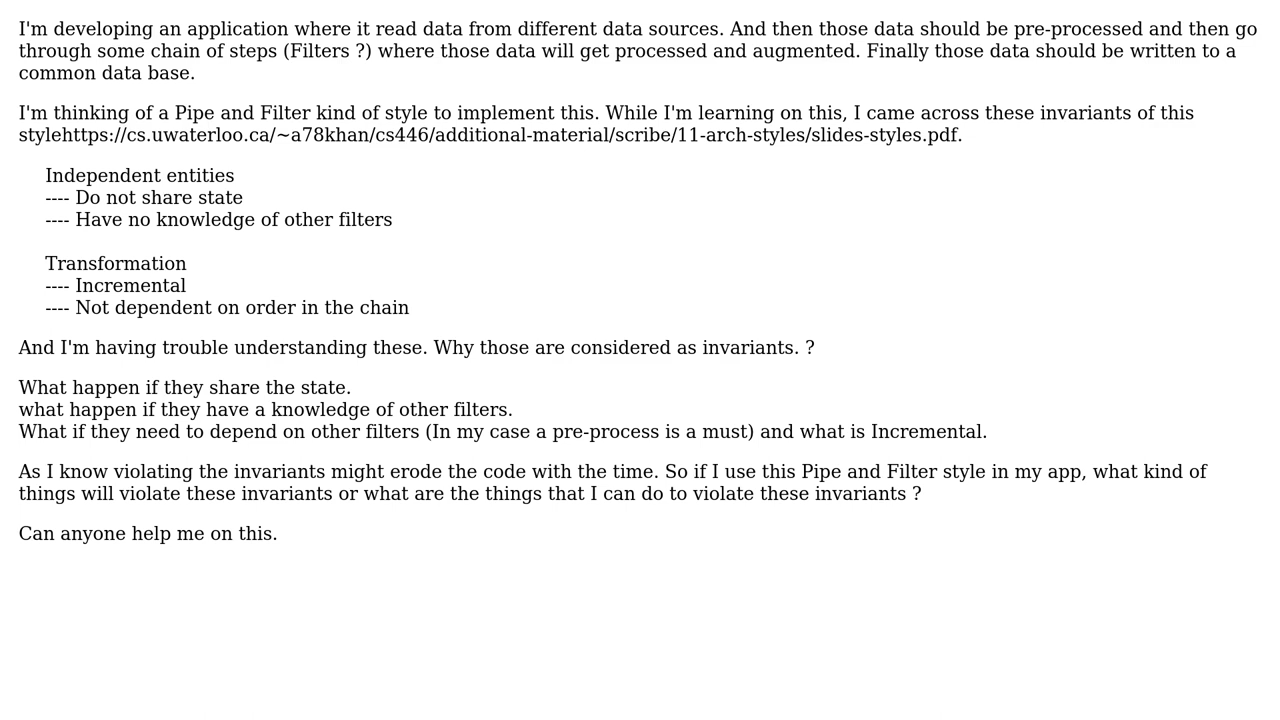 I'm developing an application where it read data from different data sources. And then those data should be pre-processed and then go
through some chain of steps (Filters ?) where those data will get processed and augmented. Finally those data should be written to a
common data base.
I'm thinking of a Pipe and Filter kind of style to implement this. While I'm learning on this, I came across these invariants of this
stylehttps://cs.uwaterloo.ca/~a78khan/cs446/additional-material/scribe/11-arch-styles/slides-styles.pdf.
Independent entities
---- Do not share state
---- Have no knowledge of other filters
Transformation
---- Incremental
---- Not dependent on order in the chain
And I'm having trouble understanding these. Why those are considered as invariants. ?
What happen if they share the state.
what happen if they have a knowledge of other filters.
What if they need to depend on other filters (In my case a pre-process is a must) and what is Incremental.
As I know violating the invariants might erode the code with the time. So if I use this Pipe and Filter style in my app, what kind of
things will violate these invariants or what are the things that I can do to violate these invariants ?
Can anyone help me on this.